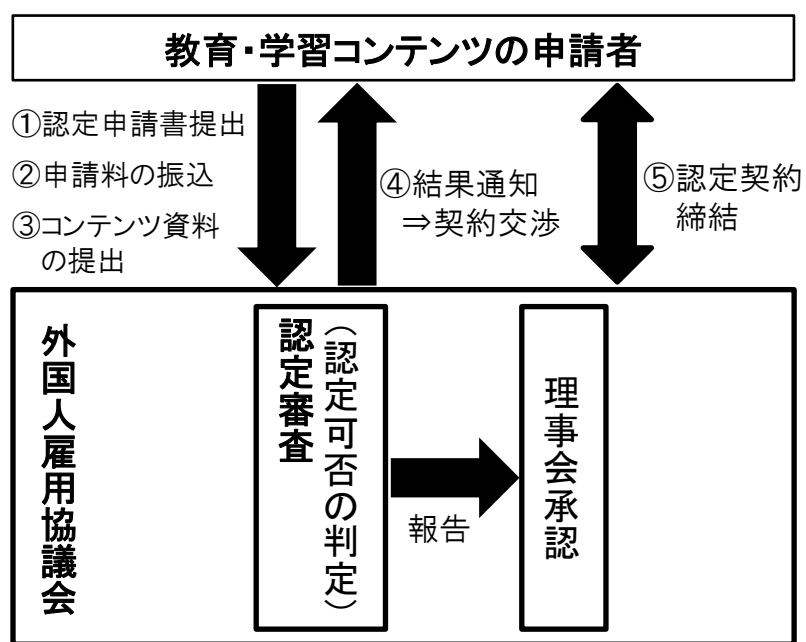 教育・学習コンテンツの申請者
①認定申請書提出
②申請料の振込
③コンテンツ資料
の提出
④結果通知
⇒契約交渉
⑤認定契約
締結
外国人雇用協議会
認定審査
（認定可否の判定）
報告
理事会承認